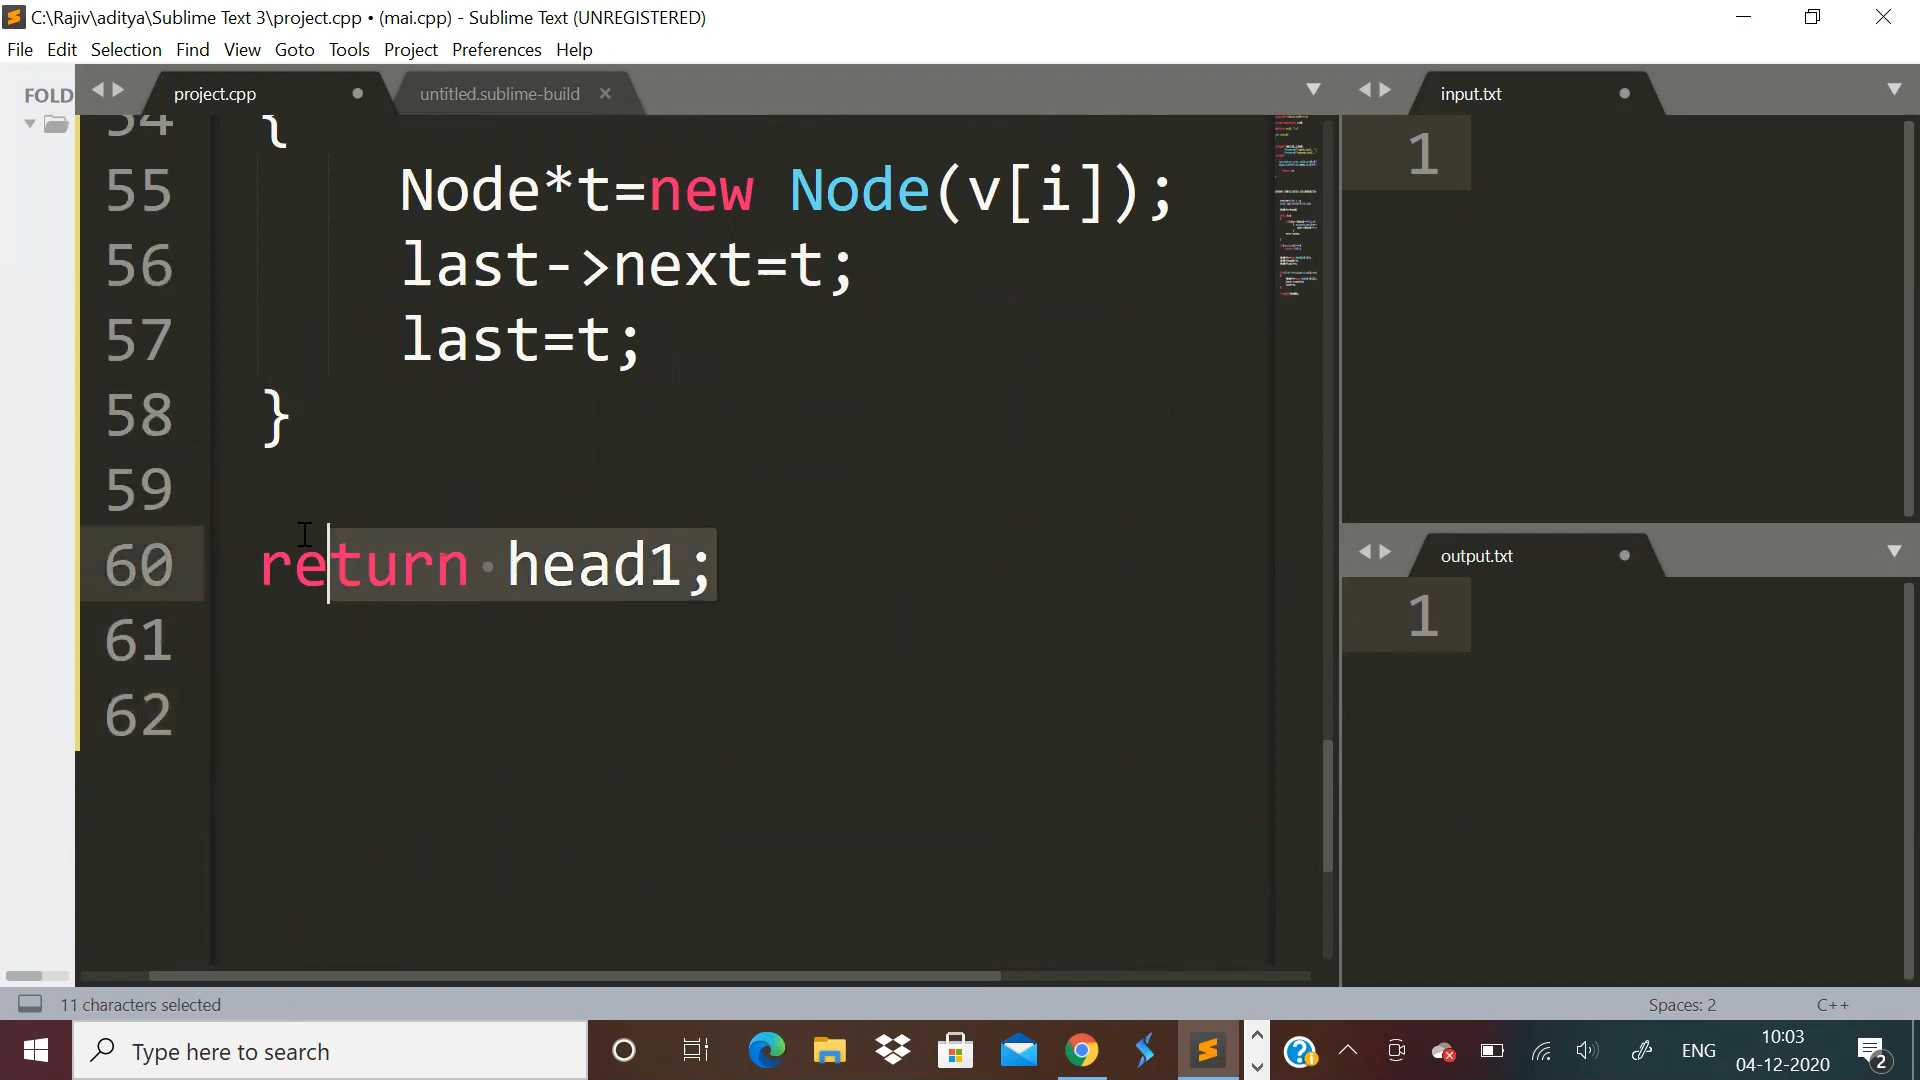 C:\Rajiv\aditya\Sublime Text 3\project.cpp • (mai.cpp) - Sublime Text (UNREGISTERED)
File Edit Selection Find View Goto Tools Project Preferences Help
FOLD
project.cpp
untitled.sublime-build
input.txt
54 {
55 Node*t=new Node(v[i]);
56 last->next=t;
57 last=t;
58 }
59
60 return head1;
61
62
1
output.txt
1
11 characters selected
Spaces: 2
C++
Type here to search
ENG
10:03
04-12-2020
2